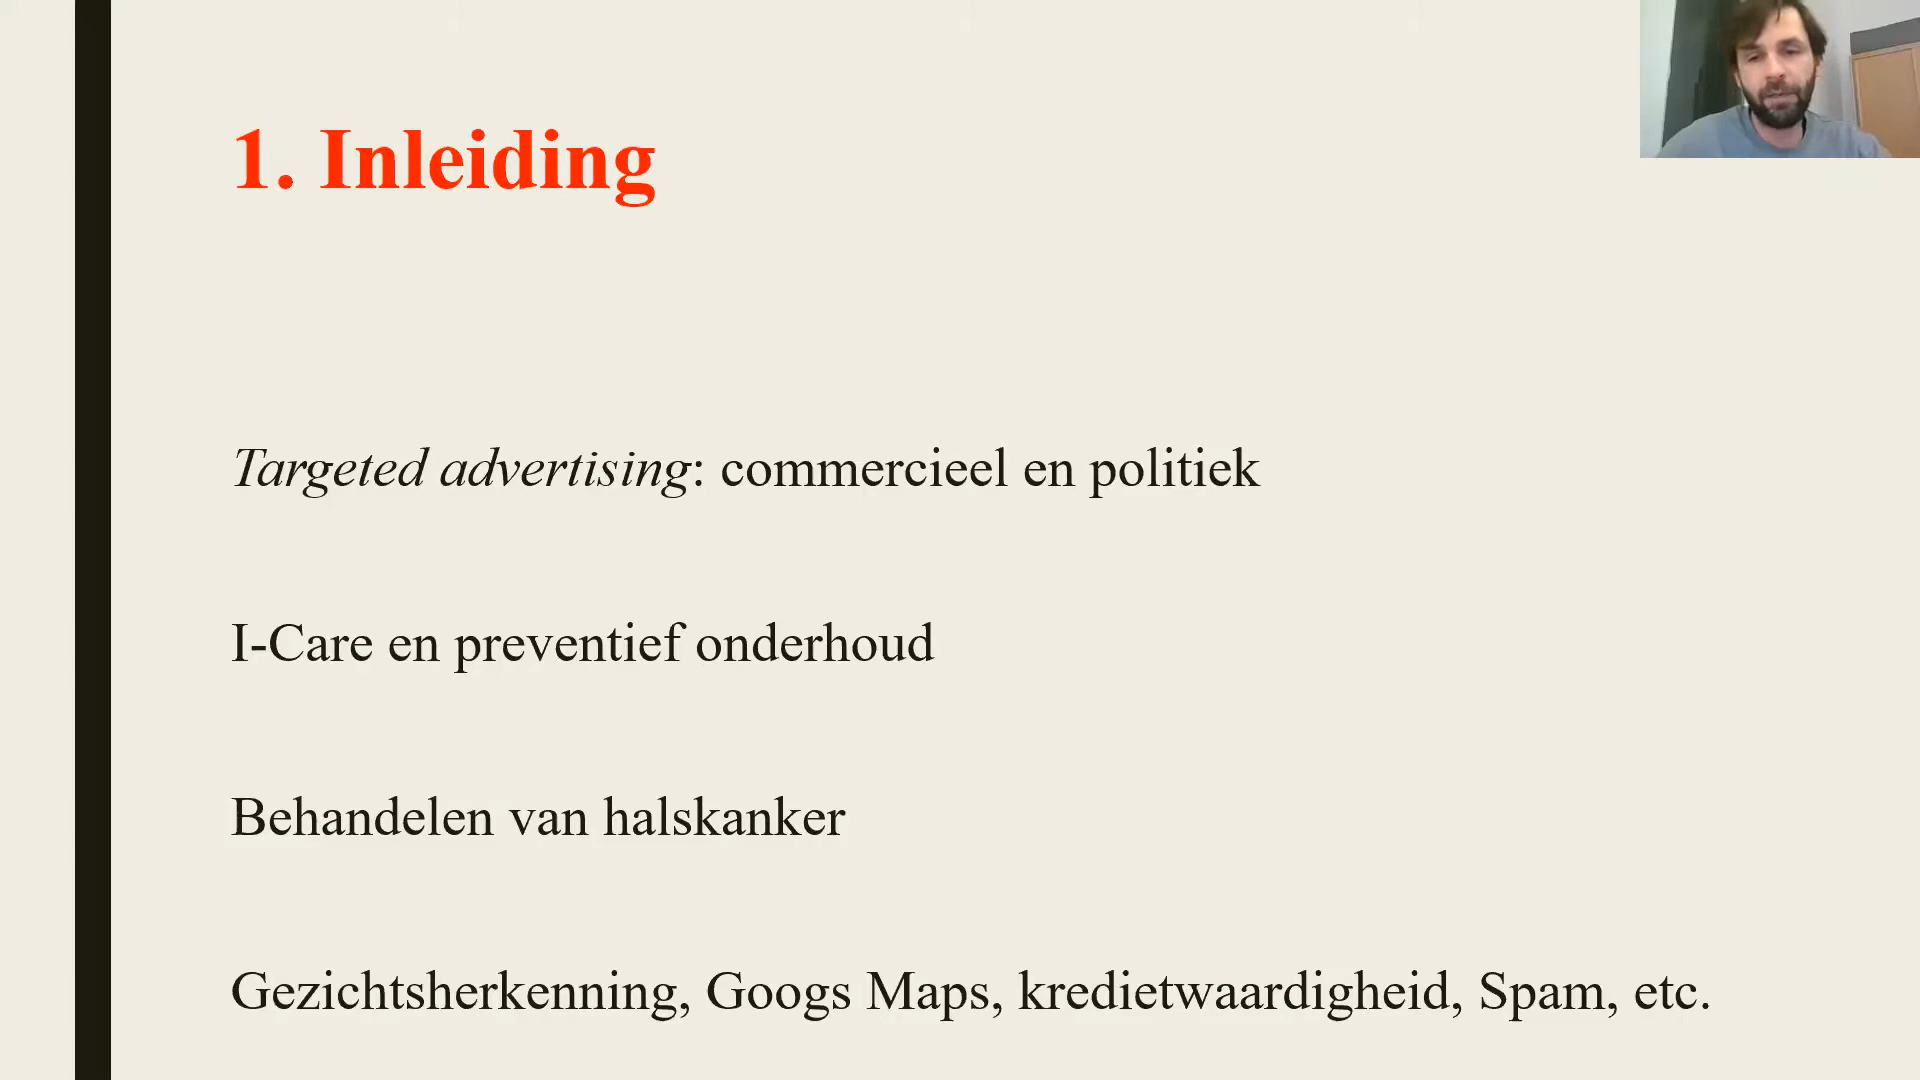 1. Inleiding
Targeted advertising: commercieel en politiek
I-Care en preventief onderhoud
Behandelen van halskanker
Gezichtsherkenning, Googs Maps, kredietwaardigheid, Spam, etc.